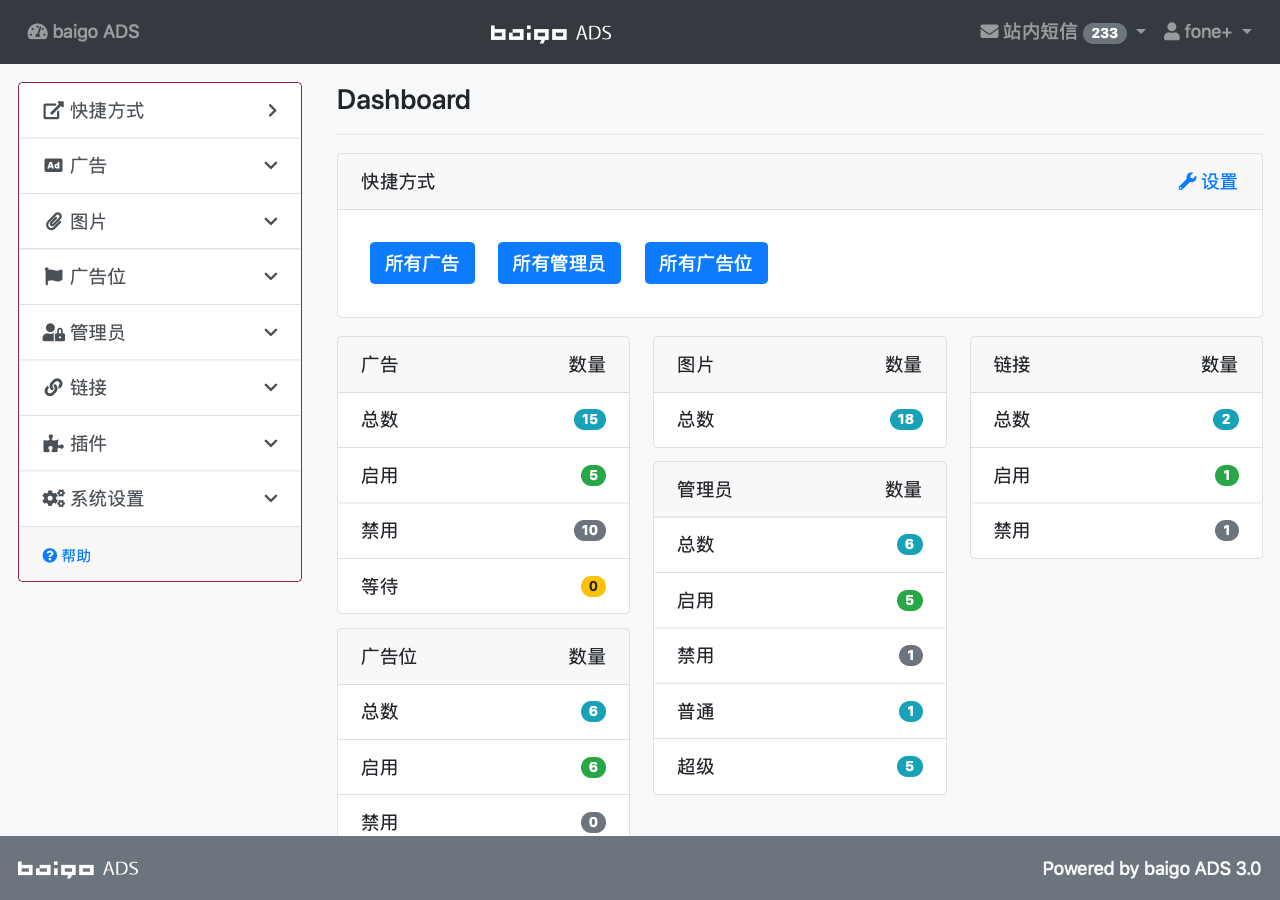 baigo ADS
baigo ADS
站内短信 233
fone+
快捷方式
广告
图片
广告位
管理员
链接
插件
系统设置
帮助
Dashboard
快捷方式 设置
所有广告 所有管理员 所有广告位
广告 数量
总数 15
启用 5
禁用 10
等待 0
广告位 数量
总数 6
启用 6
禁用 0
图片 数量
总数 18
管理员 数量
总数 6
启用 5
禁用 1
普通 1
超级 5
链接 数量
总数 2
启用 1
禁用 1
baigo ADS
Powered by baigo ADS 3.0